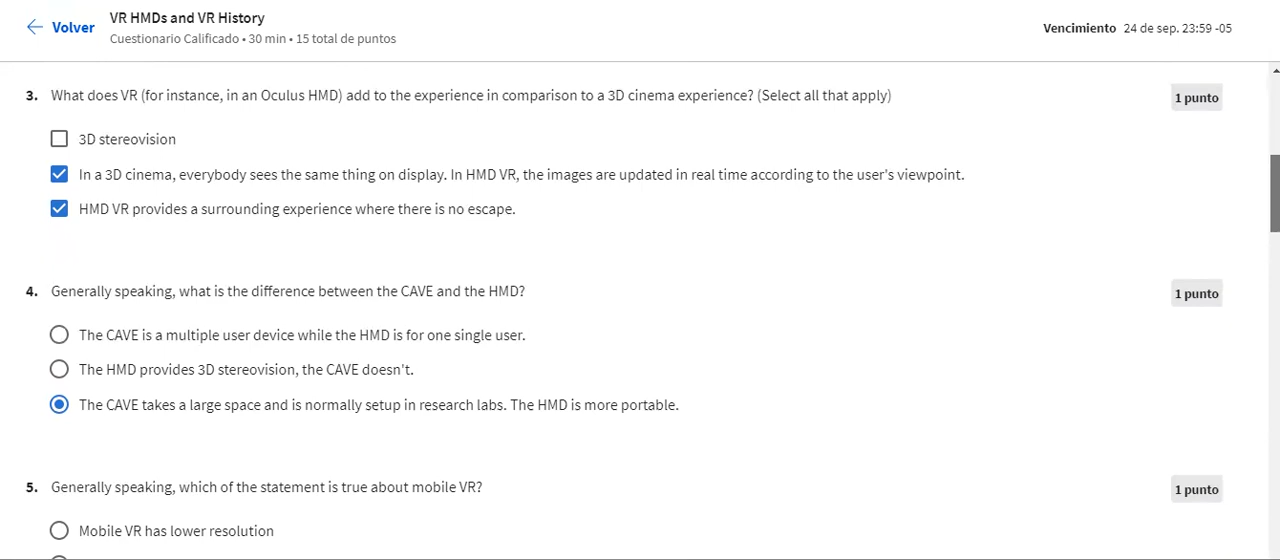 Volver
VR HMDs and VR History
Cuestionario Calificado • 30 min • 15 total de puntos
Vencimiento 24 de sep. 23:59 -05
3. What does VR (for instance, in an Oculus HMD) add to the experience in comparison to a 3D cinema experience? (Select all that apply)
1 punto
3D stereovision
In a 3D cinema, everybody sees the same thing on display. In HMD VR, the images are updated in real time according to the user's viewpoint.
HMD VR provides a surrounding experience where there is no escape.
4. Generally speaking, what is the difference between the CAVE and the HMD?
1 punto
The CAVE is a multiple user device while the HMD is for one single user.
The HMD provides 3D stereovision, the CAVE doesn't.
The CAVE takes a large space and is normally setup in research labs. The HMD is more portable.
5. Generally speaking, which of the statement is true about mobile VR?
1 punto
Mobile VR has lower resolution